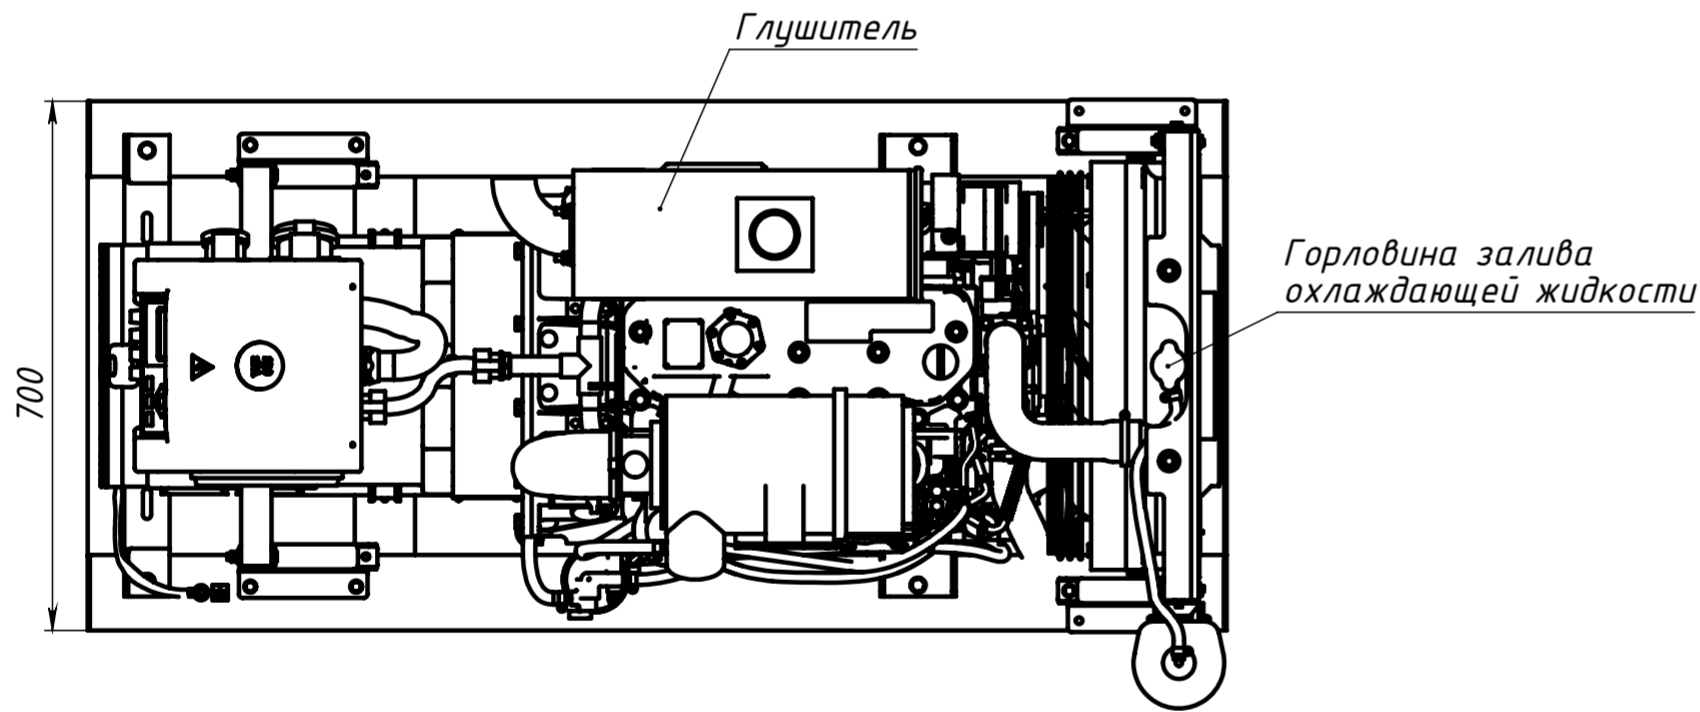 Глушитель
Горловина залива
охлаждающей жидкости
700